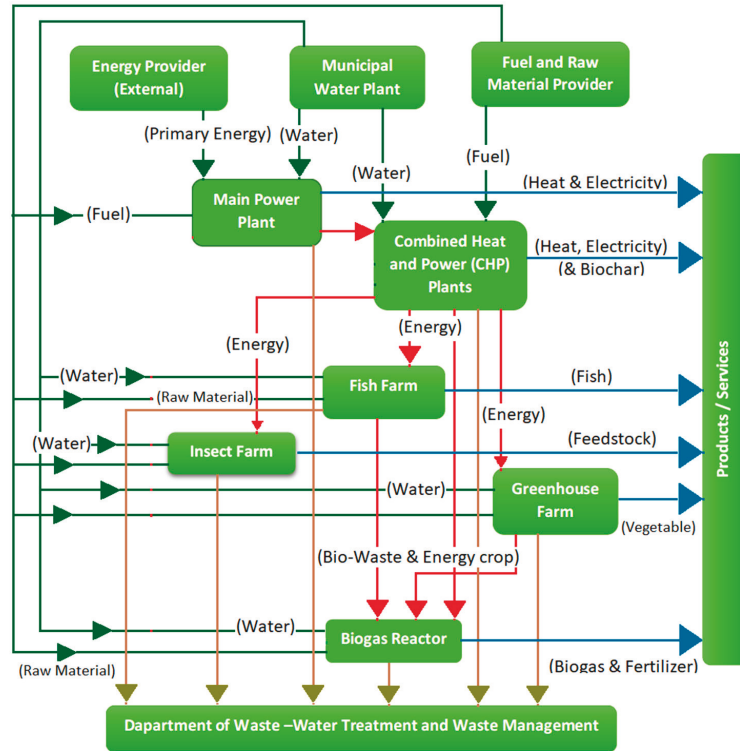 Energy Provider
(External)
Municipal
Water Plant
Fuel and Raw
Material Provider
(Primary Energy)
(Water)
(Water)
(Fuel)
(Heat & Electricity)
Main Power
Plant
(Fuel)
Combined Heat
and Power (CHP)
Plants
(Heat, Electricity)
(& Biochar)
(Energy)
(Energy)
(Water)
Fish Farm
(Fish)
(Raw Material)
(Energy)
(Water)
Insect Farm
(Feedstock)
(Water)
Greenhouse
Farm
(Vegetable)
(Bio-Waste & Energy crop)
(Water)
Biogas Reactor
(Raw Material)
(Biogas & Fertilizer)
Products / Services
Dapartment of Waste –Water Treatment and Waste Management